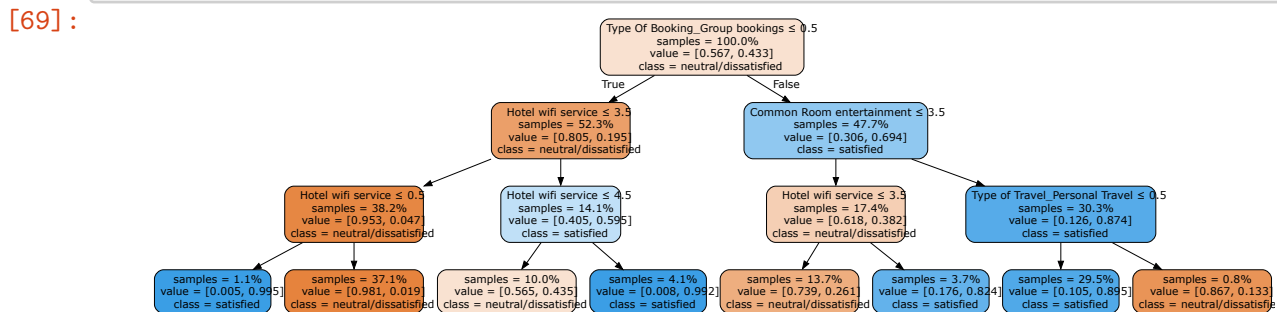 [69]:
Type Of Booking_Group bookings ≤ 0.5
samples = 100.0%
value = [0.567, 0.433]
class = neutral/dissatisfied
True
False
Hotel wifi service ≤ 3.5
samples = 52.3%
value = [0.805, 0.195]
class = neutral/dissatisfied
Common Room entertainment ≤ 3.5
samples = 47.7%
value = [0.306, 0.694]
class = satisfied
Hotel wifi service ≤ 0.5
samples = 38.2%
value = [0.953, 0.047]
class = neutral/dissatisfied
Hotel wifi service ≤ 4.5
samples = 14.1%
value = [0.405, 0.595]
class = satisfied
Hotel wifi service ≤ 3.5
samples = 17.4%
value = [0.618, 0.382]
class = neutral/dissatisfied
Type of Travel_Personal Travel ≤ 0.5
samples = 30.3%
value = [0.126, 0.874]
class = satisfied
samples = 1.1%
value = [0.005, 0.995]
class = satisfied
samples = 37.1%
value = [0.981, 0.019]
class = neutral/dissatisfied
samples = 10.0%
value = [0.565, 0.435]
class = neutral/dissatisfied
samples = 4.1%
value = [0.008, 0.992]
class = satisfied
samples = 13.7%
value = [0.739, 0.261]
class = neutral/dissatisfied
samples = 3.7%
value = [0.176, 0.824]
class = satisfied
samples = 29.5%
value = [0.105, 0.895]
class = satisfied
samples = 0.8%
value = [0.867, 0.133]
class = neutral/dissatisfied